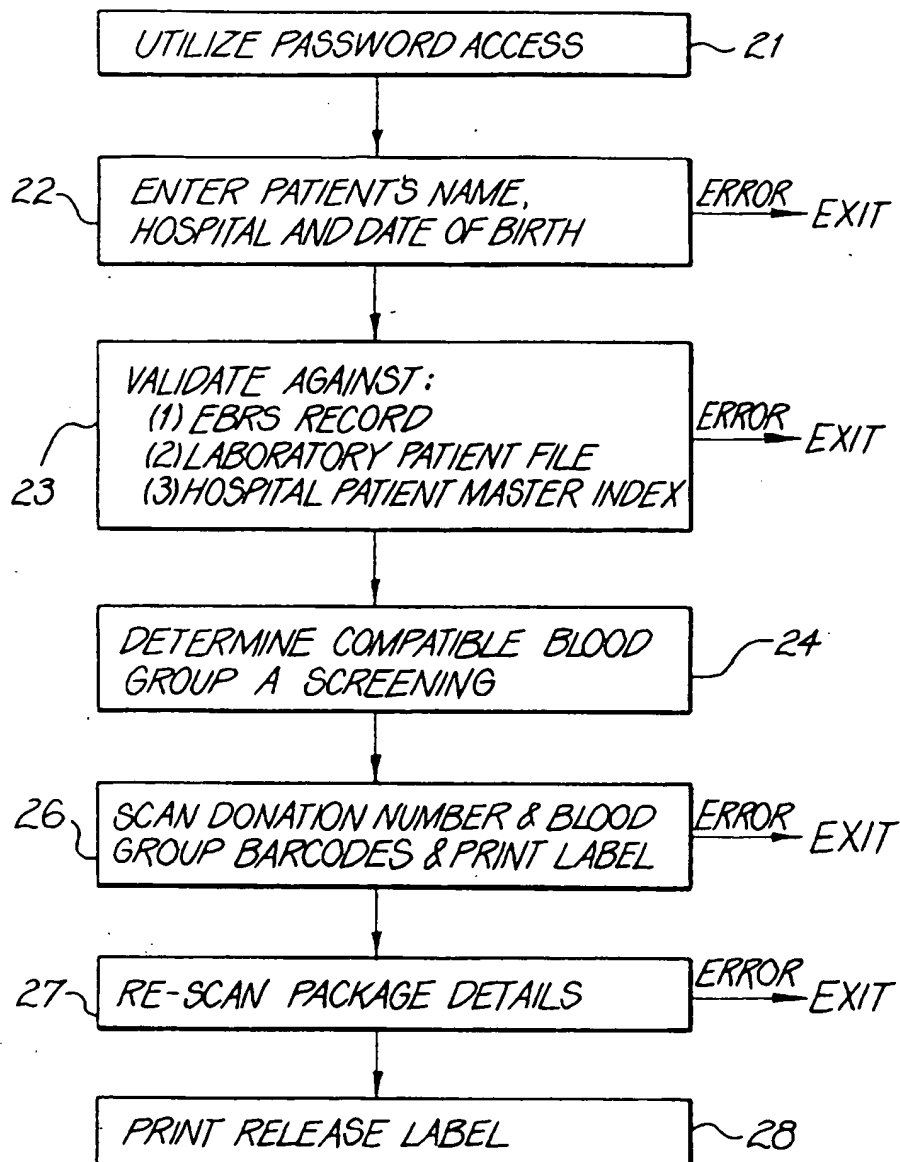 UTILIZE PASSWORD ACCESS
21
22
ENTER PATIENT'S NAME,
HOSPITAL AND DATE OF BIRTH
ERROR
EXIT
VALIDATE AGAINST:
(1) EBRS RECORD
(2) LABORATORY PATIENT FILE
(3) HOSPITAL PATIENT MASTER INDEX
ERROR
EXIT
23
DETERMINE COMPATIBLE BLOOD
GROUP A SCREENING
24
26
SCAN DONATION NUMBER & BLOOD
GROUP BARCODES & PRINT LABEL
ERROR
EXIT
27
RE-SCAN PACKAGE DETAILS
ERROR
EXIT
PRINT RELEASE LABEL
28